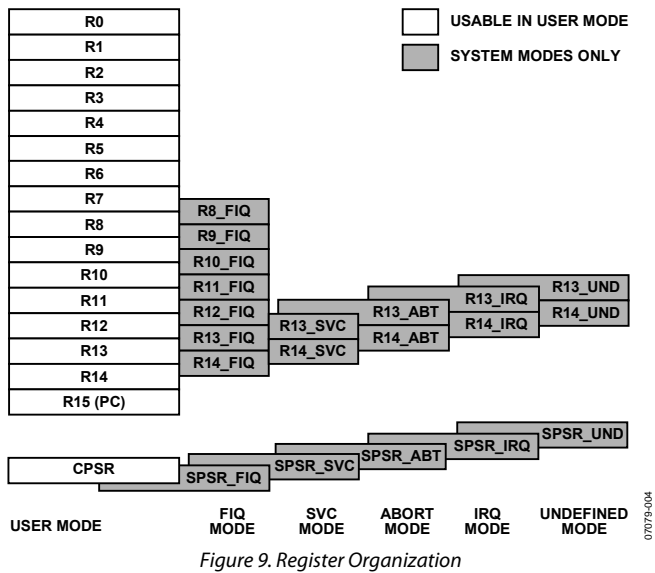 R0
R1
R2
R3
R4
R5
R6
R7
R8
R9
R10
R11
R12
R13
R14
R15 (PC)
CPSR
USER MODE
R8_FIQ
R9_FIQ
R10_FIQ
R11_FIQ
R12_FIQ
R13_FIQ
R14_FIQ
SPSR_FIQ
FIQ
MODE
R13_SVC
R14_SVC
SPSR_SVC
SVC
MODE
R13_ABT
R14_ABT
SPSR_ABT
ABORT
MODE
R13_IRQ
R14_IRQ
SPSR_IRQ
IRQ
MODE
R13_UND
R14_UND
SPSR_UND
UNDEFINED
MODE
USABLE IN USER MODE
SYSTEM MODES ONLY
07079-004
Figure 9. Register Organization